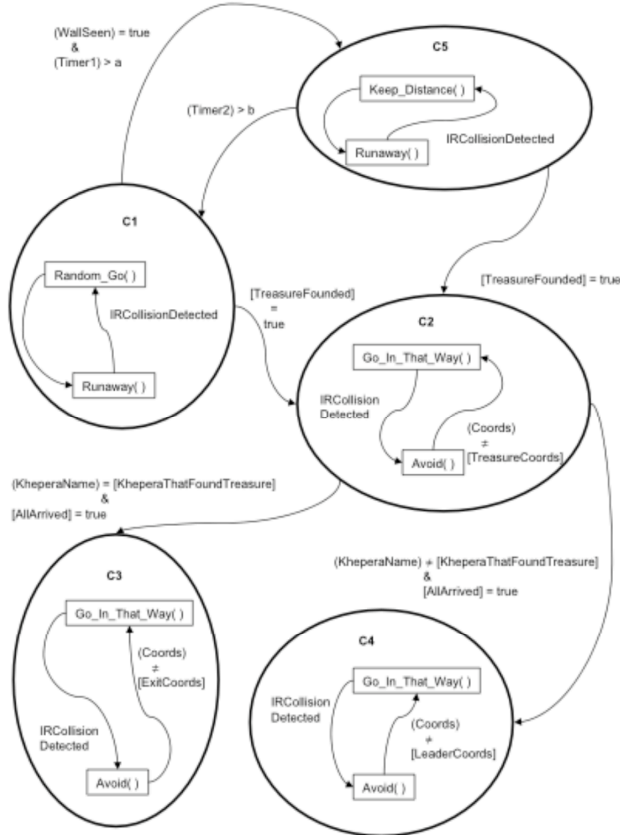 (WallSeen) = true
&
(Timer1) > a
C5
Keep_Distance( )
(Timer2) > b
IRCollisionDetected
Runaway( )
C1
Random_Go( )
IRCollisionDetected
Runaway( )
[TreasureFounded]
=
true
[TreasureFounded] = true
C2
Go_In_That_Way( )
IRCollision
Detected
(Coords)
≠
[TreasureCoords]
Avoid( )
(KheperaName) = [KheperaThatFoundTreasure]
&
[AllArrived] = true
(KheperaName) ≠ [KheperaThatFoundTreasure]
&
[AllArrived] = true
C3
Go_In_That_Way( )
(Coords)
≠
[ExitCoords]
IRCollision
Detected
Avoid( )
C4
Go_In_That_Way( )
IRCollision
Detected
(Coords)
≠
[LeaderCoords]
Avoid( )